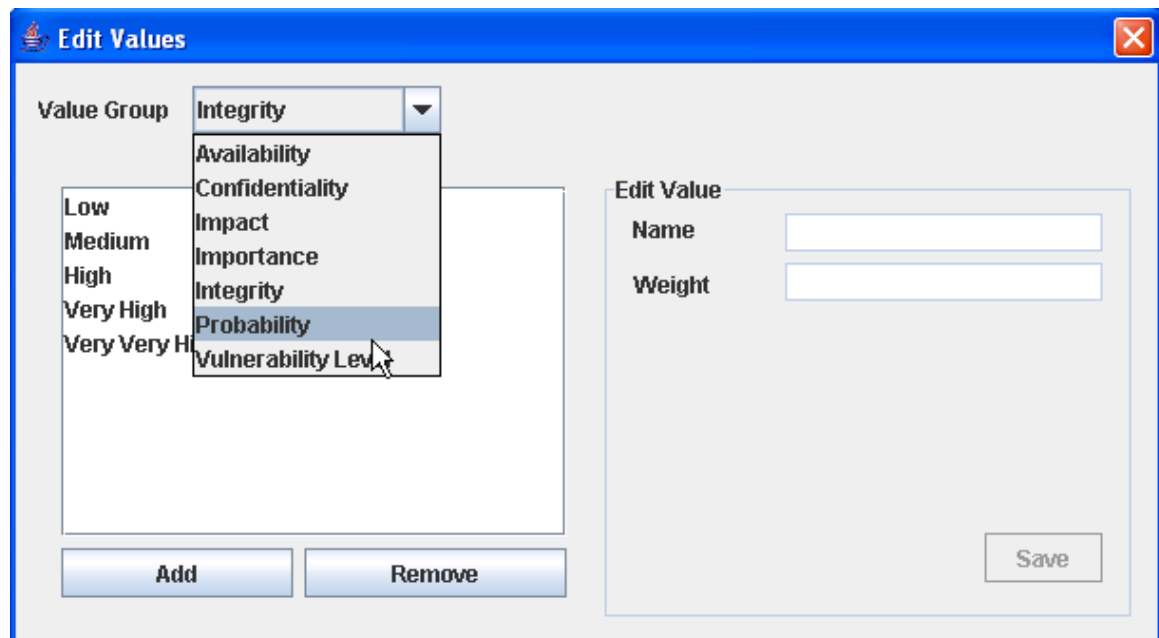 Edit Values
Value Group Integrity
Availability
Confidentiality
Impact
Importance
Integrity
Probability
Vulnerability Level
Low
Medium
High
Very High
Very Very Hi
Add Remove
Edit Value
Name
Weight
Save